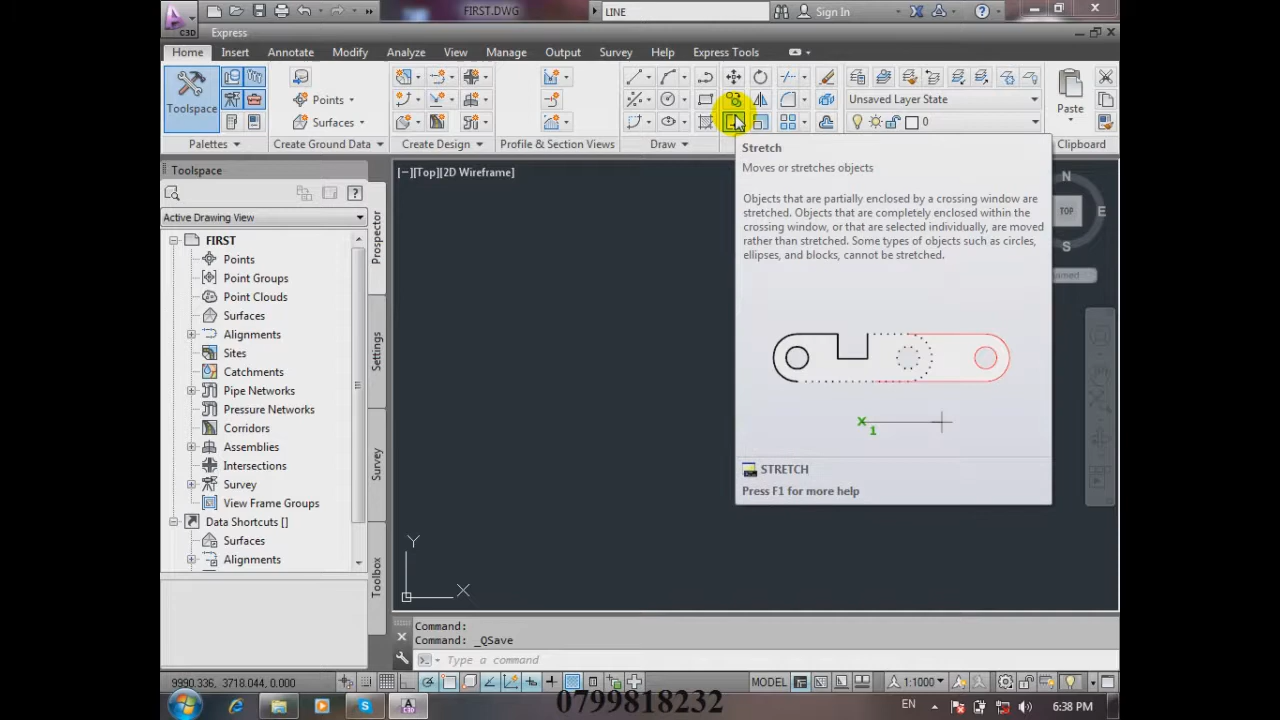 FIRST.DWG
LINE
Sign In
C3D
Express
Home Insert Annotate Modify Analyze View Manage Output Survey Help Express Tools
Toolspace
Points
Surfaces
Unsaved Layer State
0
Paste
Palettes
Create Ground Data
Create Design
Profile & Section Views
Draw
Clipboard
Toolspace
Active Drawing View
FIRST
Points
Point Groups
Point Clouds
Surfaces
Alignments
Sites
Catchments
Pipe Networks
Pressure Networks
Corridors
Assemblies
Intersections
Survey
View Frame Groups
Data Shortcuts []
Surfaces
Alignments
Prospector
Settings
Survey
Toolbox
[−][Top][2D Wireframe]
Stretch
Moves or stretches objects
Objects that are partially enclosed by a crossing window are
stretched. Objects that are completely enclosed within the
crossing window, or that are selected individually, are moved
rather than stretched. Some types of objects such as circles,
ellipses, and blocks, cannot be stretched.
1
STRETCH
Press F1 for more help
N
TOP
E
S
named
Y
X
Command:
Command: _QSave
Type a command
9990.336, 3718.044, 0.000
MODEL
1:1000
0799818232
EN
6:38 PM